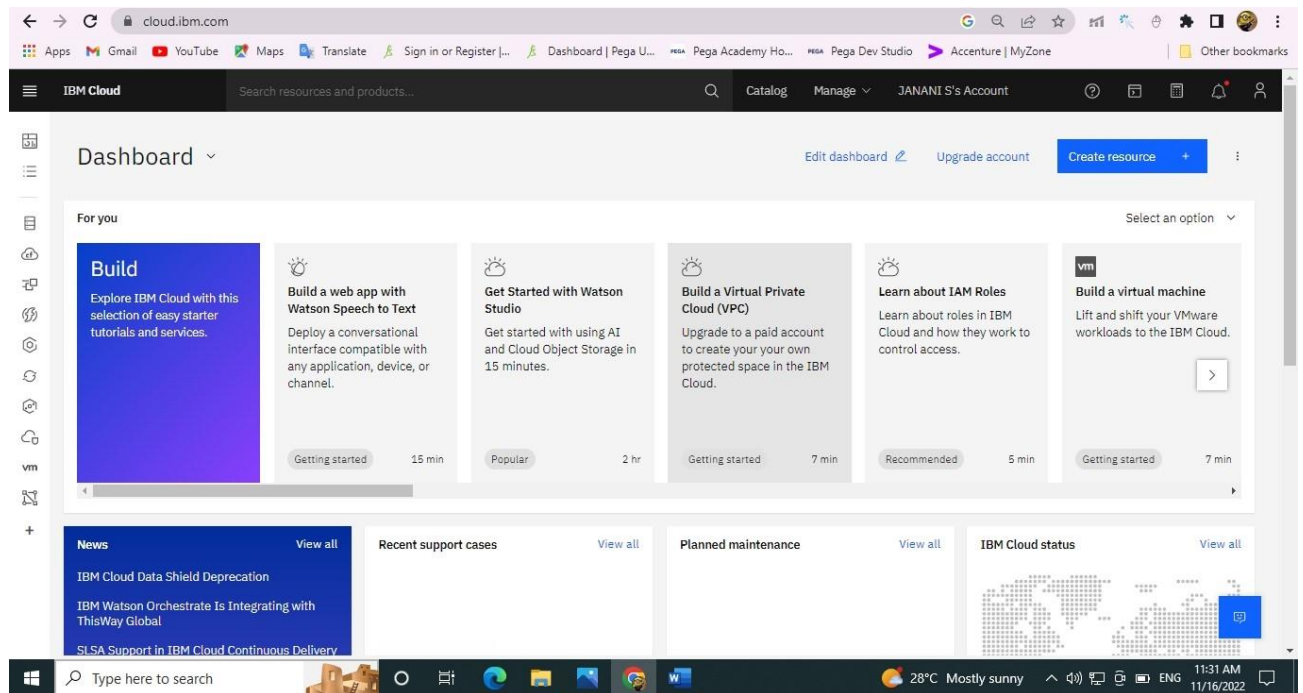 cloud.ibm.com
Apps Gmail YouTube Maps Translate Sign in or Register |... Dashboard | Pega U... PEGA Pega Academy Ho... PEGA Pega Dev Studio Accenture | MyZone Other bookmarks
IBM Cloud Search resources and products... Catalog Manage JANANI S's Account
Dashboard Edit dashboard Upgrade account Create resource +
For you Select an option
Build
Explore IBM Cloud with this
selection of easy starter
tutorials and services.
Build a web app with
Watson Speech to Text
Deploy a conversational
interface compatible with
any application, device, or
channel.
Getting started 15 min
Get Started with Watson
Studio
Get started with using AI
and Cloud Object Storage in
15 minutes.
Popular 2 hr
Build a Virtual Private
Cloud (VPC)
Upgrade to a paid account
to create your your own
protected space in the IBM
Cloud.
Getting started 7 min
Learn about IAM Roles
Learn about roles in IBM
Cloud and how they work to
control access.
Recommended 5 min
vm
Build a virtual machine
Lift and shift your VMware
workloads to the IBM Cloud.
Getting started 7 min
vm
News View all
IBM Cloud Data Shield Deprecation
IBM Watson Orchestrate Is Integrating with
ThisWay Global
SLSA Support in IBM Cloud Continuous Delivery
Recent support cases View all
Planned maintenance View all
IBM Cloud status View all
Type here to search 28°C Mostly sunny ENG 11:31 AM
11/16/2022